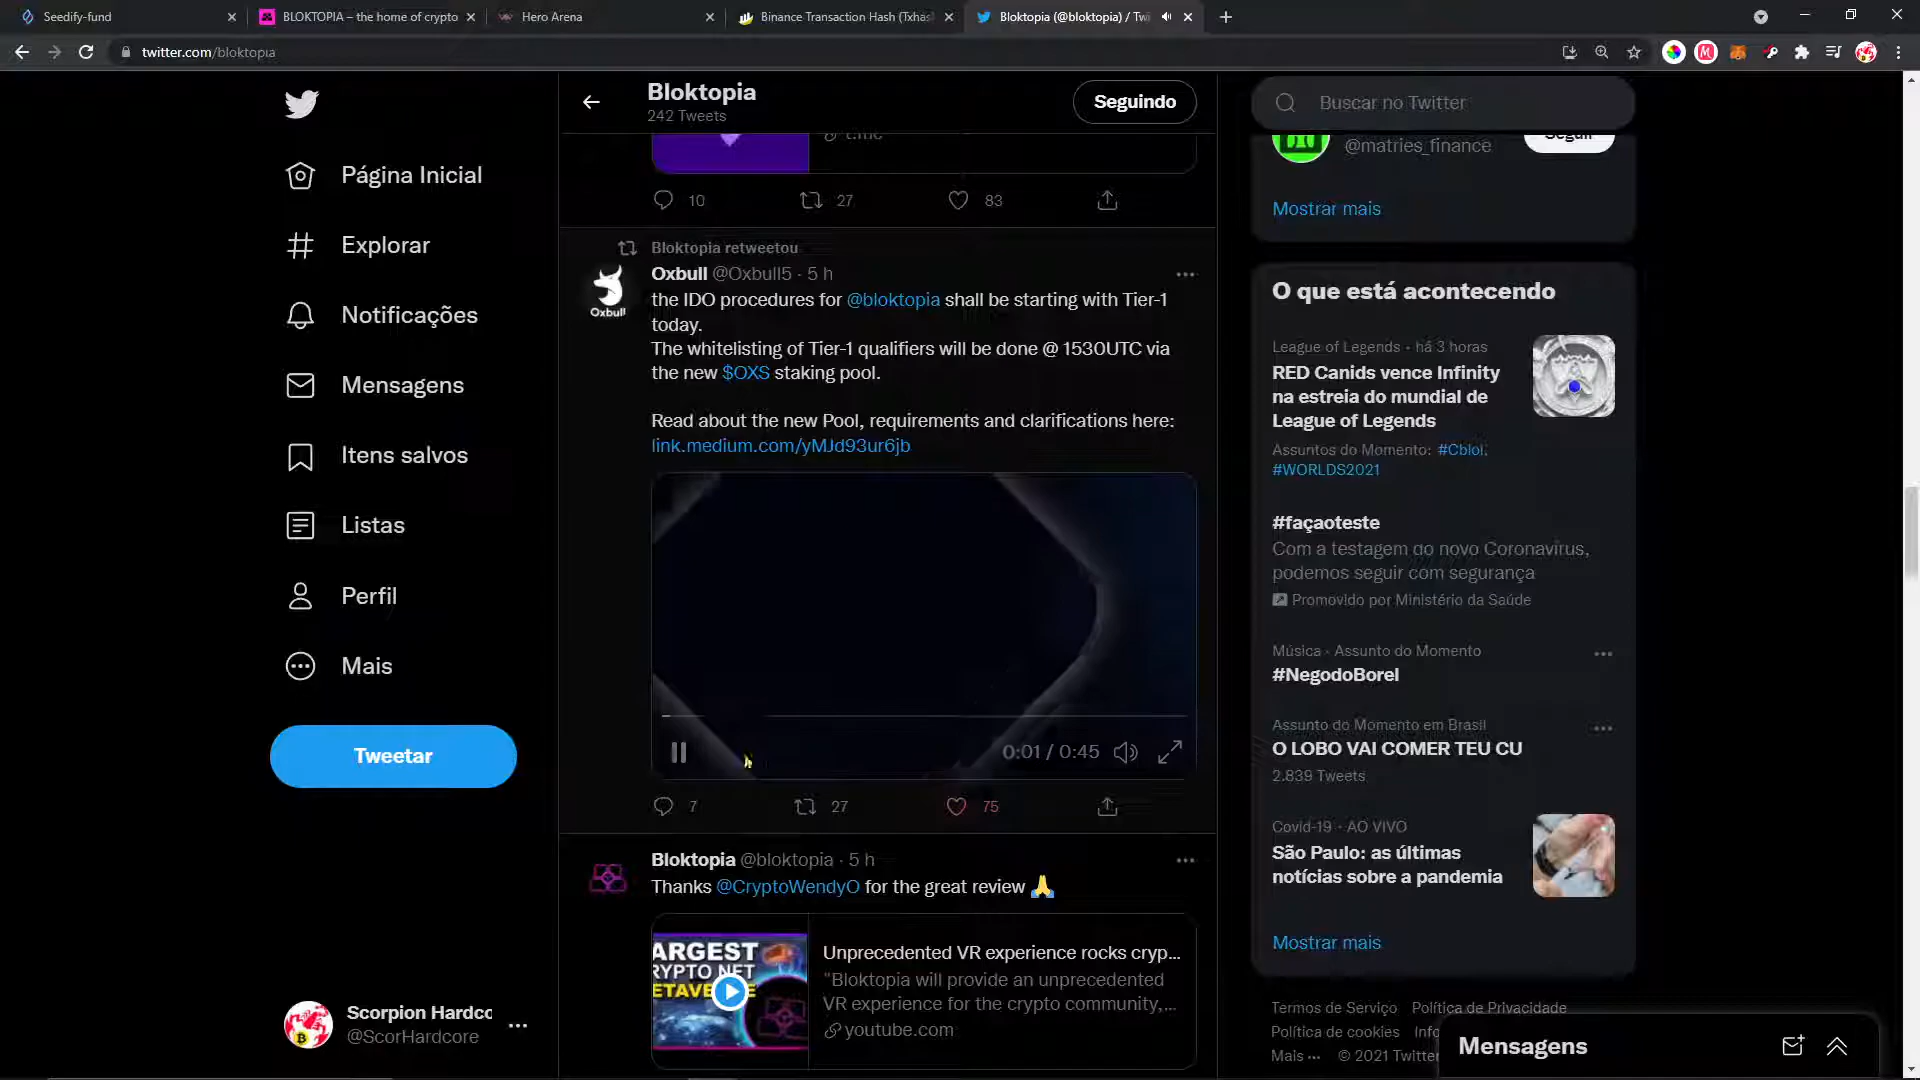 Seedify-fund
BLOKTOPIA – the home of crypto
Hero Arena
Binance Transaction Hash (Txhas
Bloktopia (@bloktopia) / Twi
twitter.com/bloktopia
Bloktopia
242 Tweets
Seguindo
Buscar no Twitter
Página Inicial
Explorar
Notificações
Mensagens
Itens salvos
Listas
Perfil
Mais
Tweetar
Scorpion Hardco
@ScorHardcore
t.me
10
27
83
Bloktopia retweetou
Oxbull @Oxbull5 · 5 h
Oxbull
the IDO procedures for @bloktopia shall be starting with Tier-1
today.
The whitelisting of Tier-1 qualifiers will be done @ 1530UTC via
the new $OXS staking pool.
Read about the new Pool, requirements and clarifications here:
link.medium.com/yMJd93ur6jb
0:01 / 0:45
7
27
75
Bloktopia @bloktopia · 5 h
Thanks @CryptoWendyO for the great review 🙏
ARGEST
RYPTO NFT
ETAVE E
Unprecedented VR experience rocks cryp...
"Bloktopia will provide an unprecedented
VR experience for the crypto community,...
youtube.com
@matries_finance
Seguir
Mostrar mais
O que está acontecendo
League of Legends · há 3 horas
RED Canids vence Infinity
na estreia do mundial de
League of Legends
Assuntos do Momento: #Cblol,
#WORLDS2021
#façaoteste
Com a testagem do novo Coronavírus,
podemos seguir com segurança
Promovido por Ministério da Saúde
Música · Assunto do Momento
#NegodoBorel
Assunto do Momento em Brasil
O LOBO VAI COMER TEU CU
2.839 Tweets
Covid-19 · AO VIVO
São Paulo: as últimas
notícias sobre a pandemia
Mostrar mais
Termos de Serviço Política de Privacidade
Política de cookies Info
Mais ··· © 2021 Twitter
Mensagens